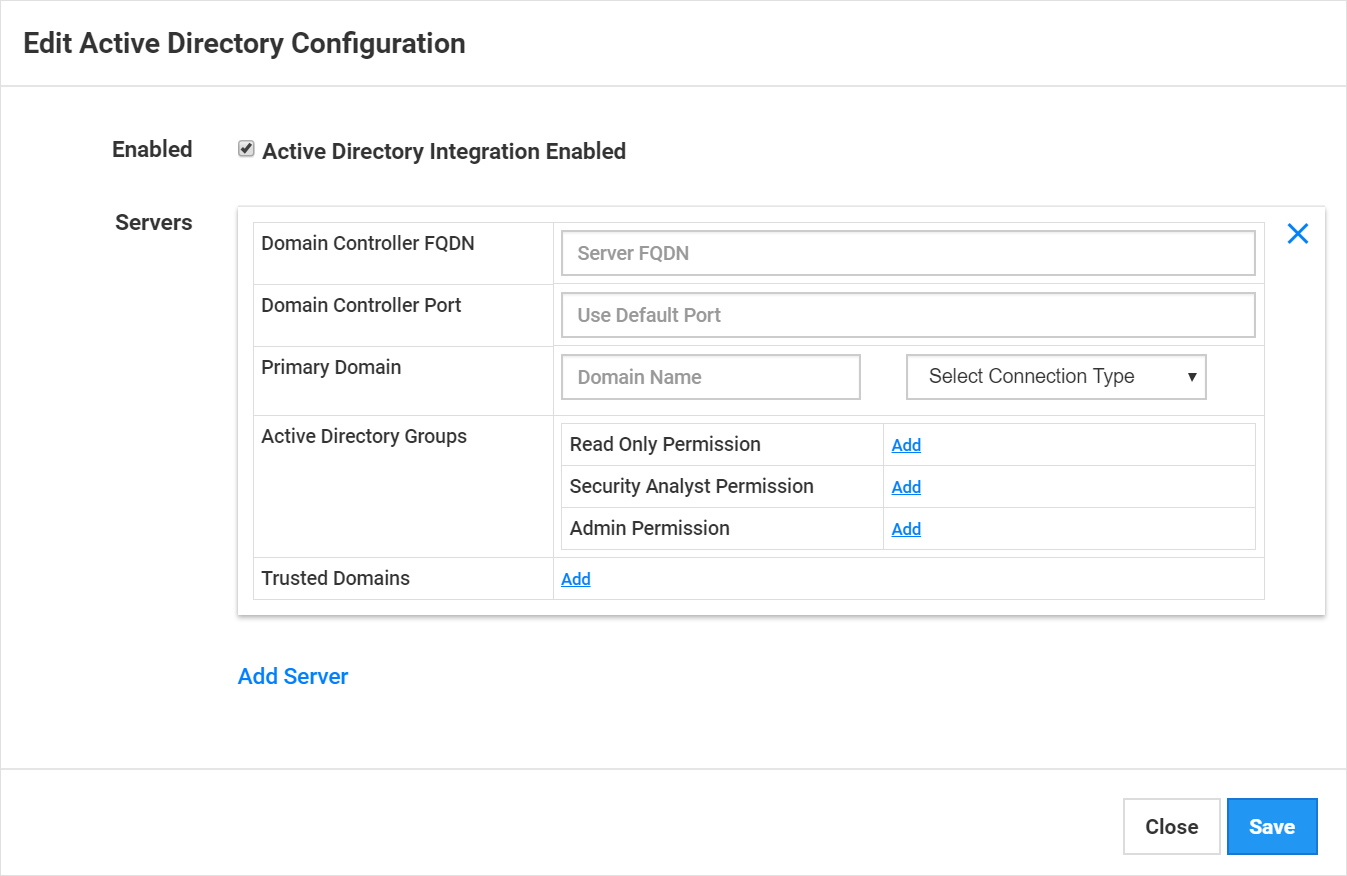 Edit Active Directory Configuration
Enabled
Active Directory Integration Enabled
Servers
Domain Controller FQDN
Server FQDN
Domain Controller Port
Use Default Port
Primary Domain
Domain Name
Select Connection Type
Active Directory Groups
Read Only Permission
Add
Security Analyst Permission
Add
Admin Permission
Add
Trusted Domains
Add
Add Server
Close
Save